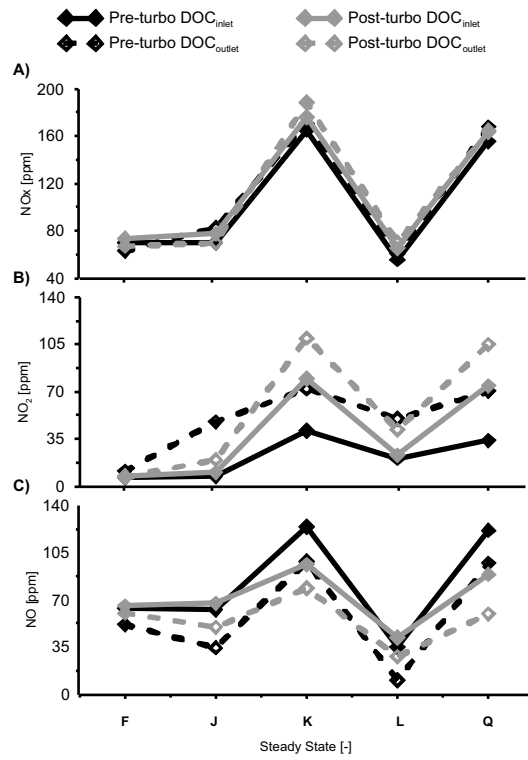 Pre-turbo DOCinlet Post-turbo DOCinlet
Pre-turbo DOCoutlet Post-turbo DOCoutlet
A)
200
160
120
80
40
NOx [ppm]
B)
140
105
70
35
0
NO2 [ppm]
C)
140
105
70
35
0
NO [ppm]
F J K L Q
Steady State [-]